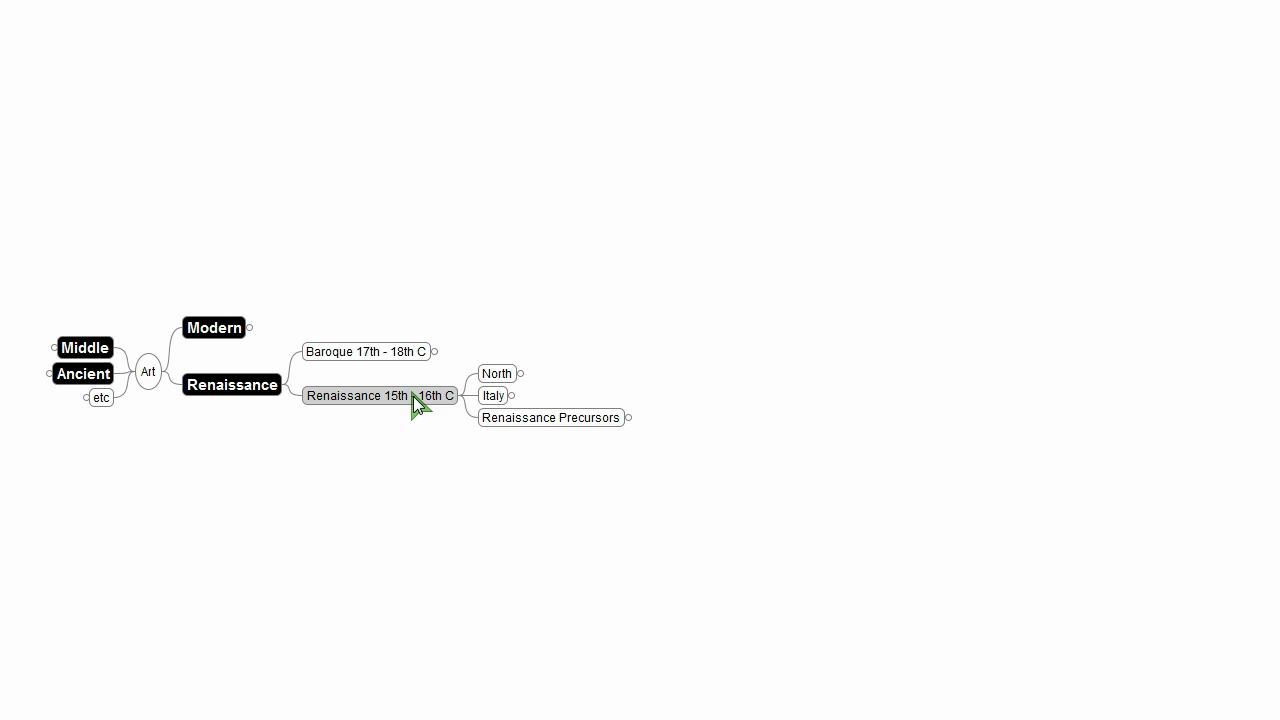 Modern
Middle
Ancient
etc
Art
Renaissance
Baroque 17th - 18th C
Renaissance 15th - 16th C
North
Italy
Renaissance Precursors